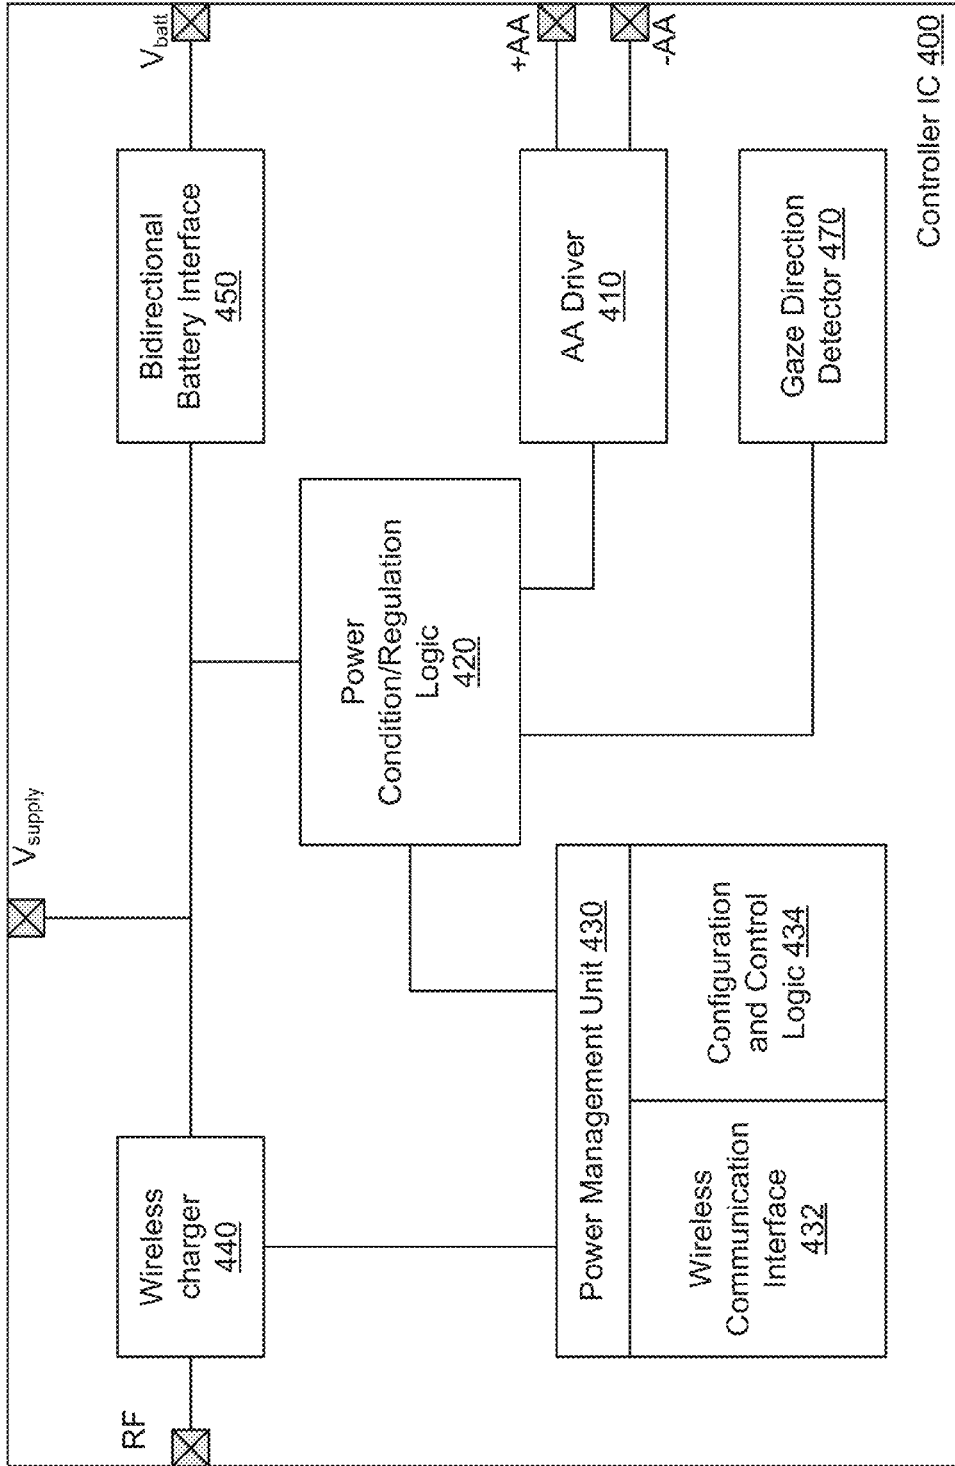 V_supply
RF
V_batt
Wireless
charger
440
Bidirectional
Battery Interface
450
Power
Condition/Regulation
Logic
420
+AA
-AA
AA Driver
410
Power Management Unit 430
Wireless
Communication
Interface
432
Configuration
and Control
Logic 434
Gaze Direction
Detector 470
Controller IC 400